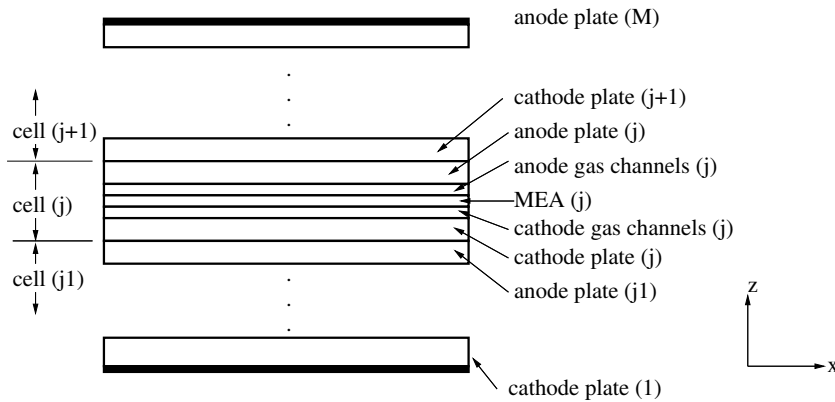 anode plate (M)
cathode plate (j+1)
anode plate (j)
anode gas channels (j)
MEA (j)
cathode gas channels (j)
cathode plate (j)
anode plate (j1)
cathode plate (1)
cell (j+1)
cell (j)
cell (j1)
z
x